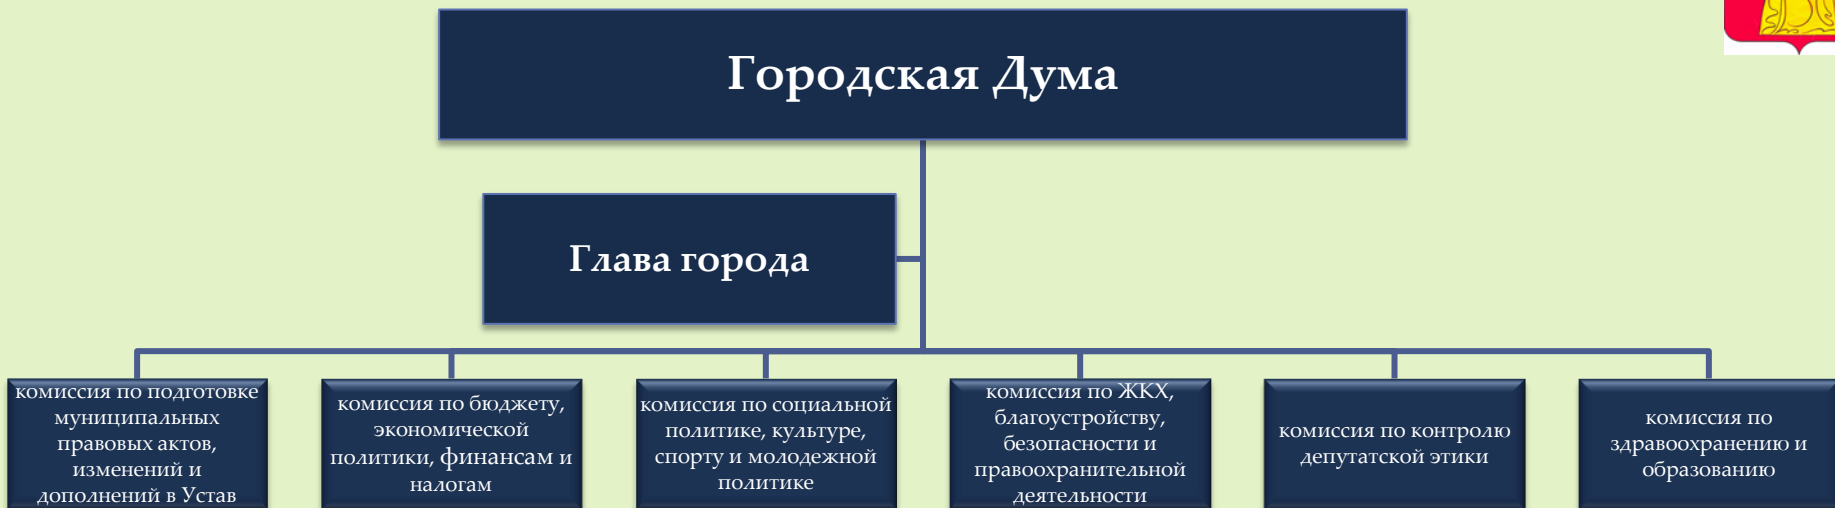 Городская Дума
Глава города
комиссия по подготовке
муниципальных
правовых актов,
изменений и
дополнений в Устав
комиссия по бюджету,
экономической
политики, финансам и
налогам
комиссия по социальной
политике, культуре,
спорту и молодежной
политике
комиссия по ЖКХ,
благоустройству,
безопасности и
правоохранительной
деятельности
комиссия по контролю
депутатской этики
комиссия по
здравоохранению и
образованию